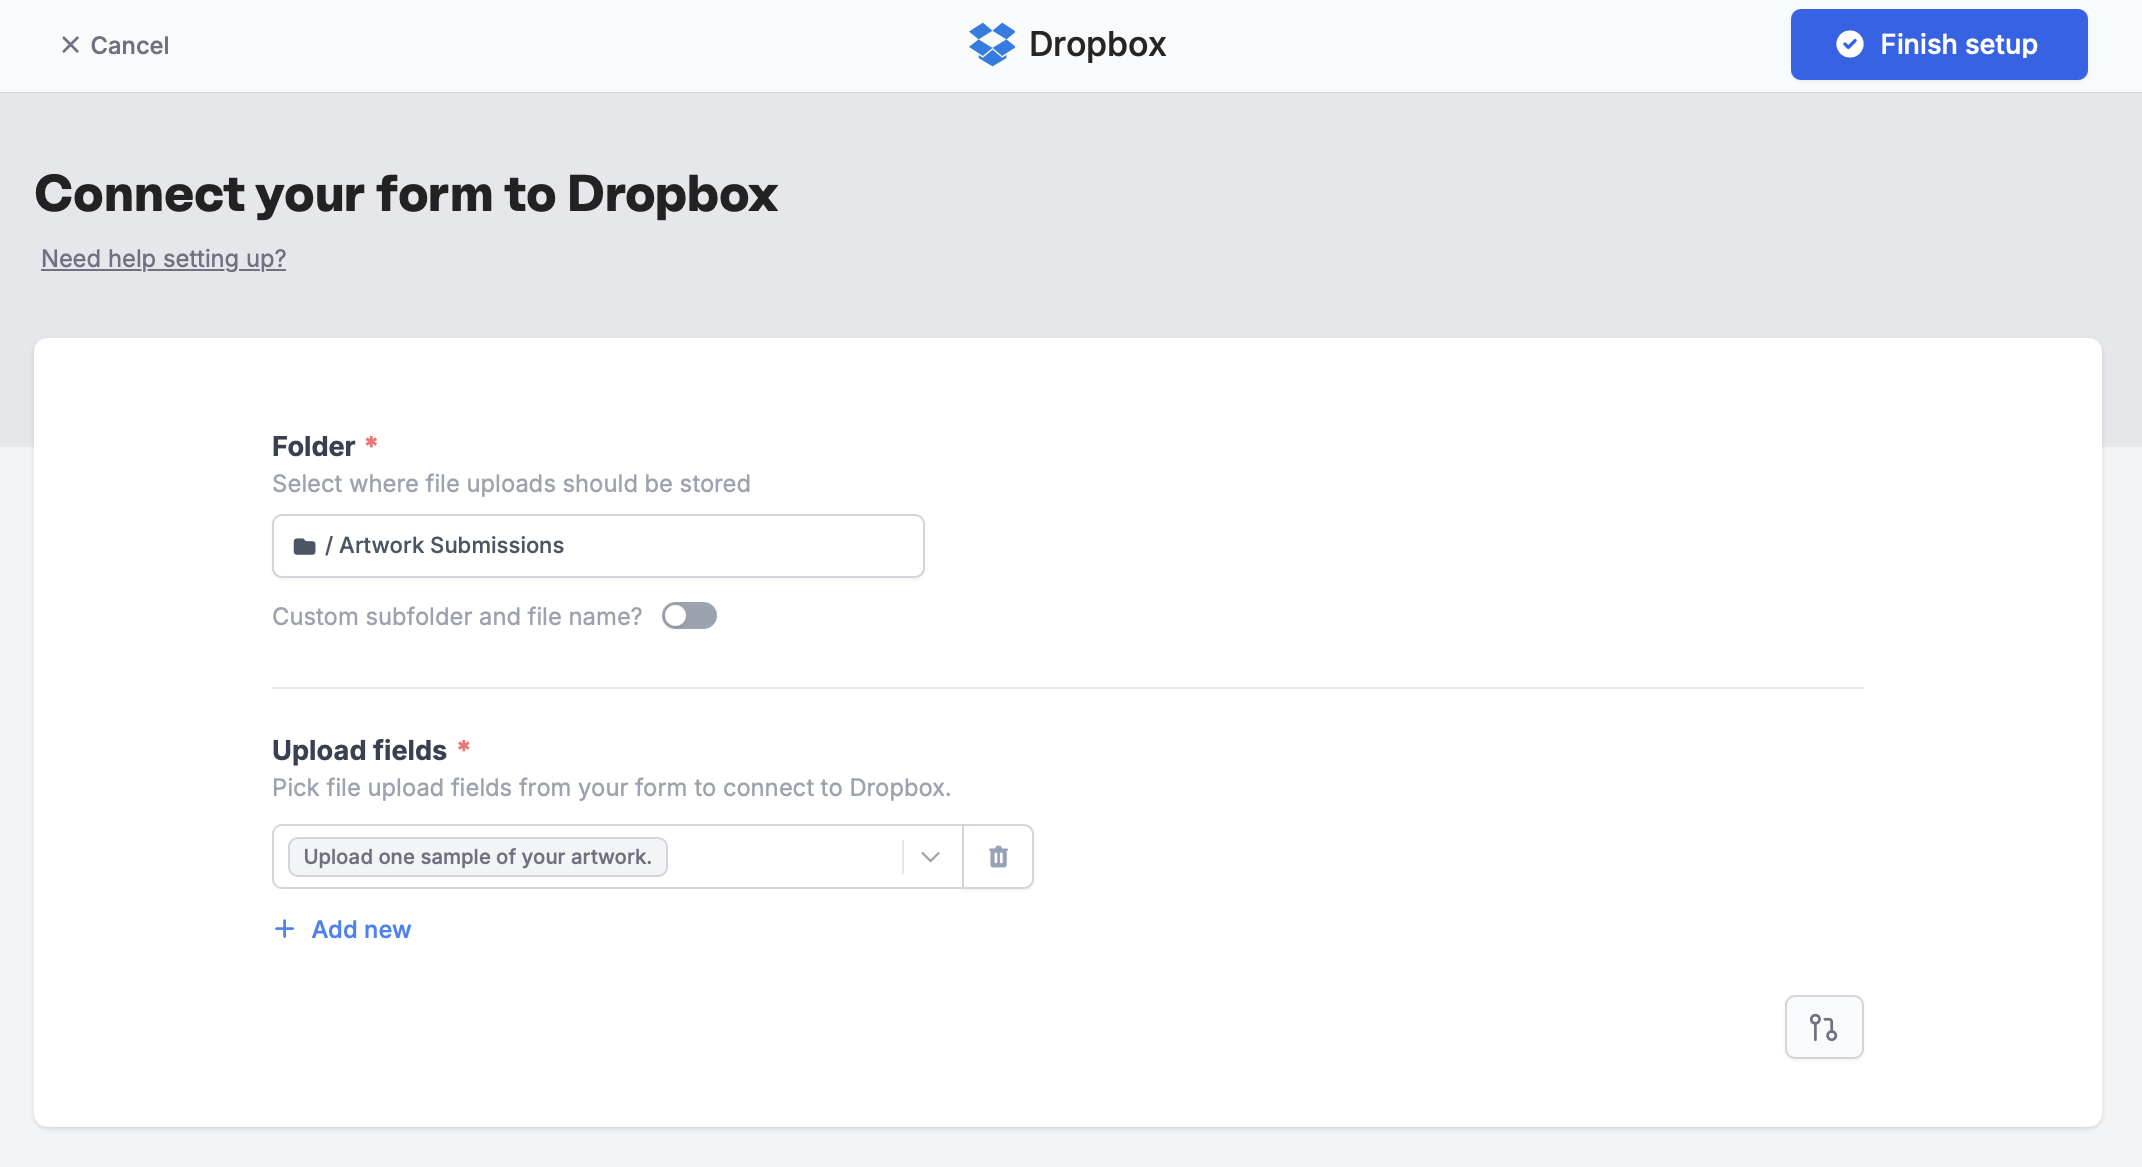 Cancel
Dropbox
Finish setup
Connect your form to Dropbox
Need help setting up?
Folder *
Select where file uploads should be stored
/ Artwork Submissions
Custom subfolder and file name?
Upload fields *
Pick file upload fields from your form to connect to Dropbox.
Upload one sample of your artwork.
+ Add new